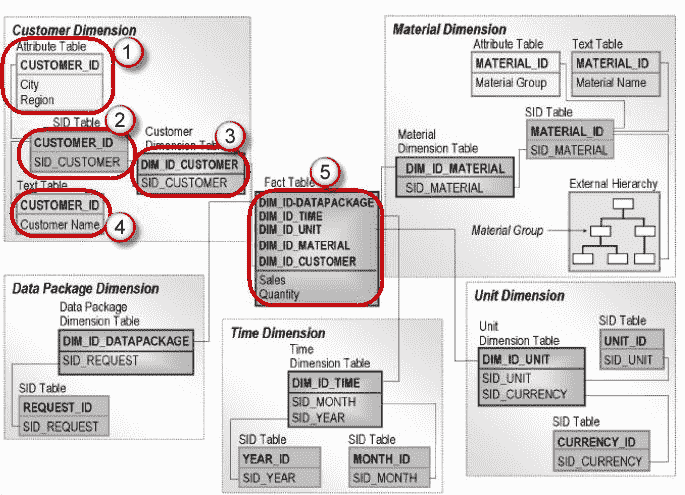 Customer Dimension
Attribute Table
1
CUSTOMER_ID
City
Region
SID Table
2
CUSTOMER_ID
SID_CUSTOMER
Customer
Dimension Table
3
DIM_ID_CUSTOMER
SID_CUSTOMER
Text Table
CUSTOMER_ID
Customer Name
4
Fact Table
5
DIM_ID-DATAPACKAGE
DIM_ID_TIME
DIM_ID_UNIT
DIM_ID_MATERIAL
DIM_ID_CUSTOMER
Sales
Quantity
Material Dimension
Attribute Table
MATERIAL_ID
Material Group
Text Table
MATERIAL_ID
Material Name
SID Table
MATERIAL_ID
SID_MATERIAL
Material
Dimension Table
DIM_ID_MATERIAL
SID_MATERIAL
External Hierarchy
Material Group
Data Package Dimension
Data Package
Dimension Table
DIM_ID_DATAPACKAGE
SID_REQUEST
SID Table
REQUEST_ID
SID_REQUEST
Time Dimension
Time
Dimension Table
DIM_ID_TIME
SID_MONTH
SID_YEAR
SID Table
YEAR_ID
SID_YEAR
SID Table
MONTH_ID
SID_MONTH
Unit Dimension
Unit
Dimension Table
DIM_ID_UNIT
SID_UNIT
SID_CURRENCY
SID Table
UNIT_ID
SID_UNIT
SID Table
CURRENCY_ID
SID_CURRENCY